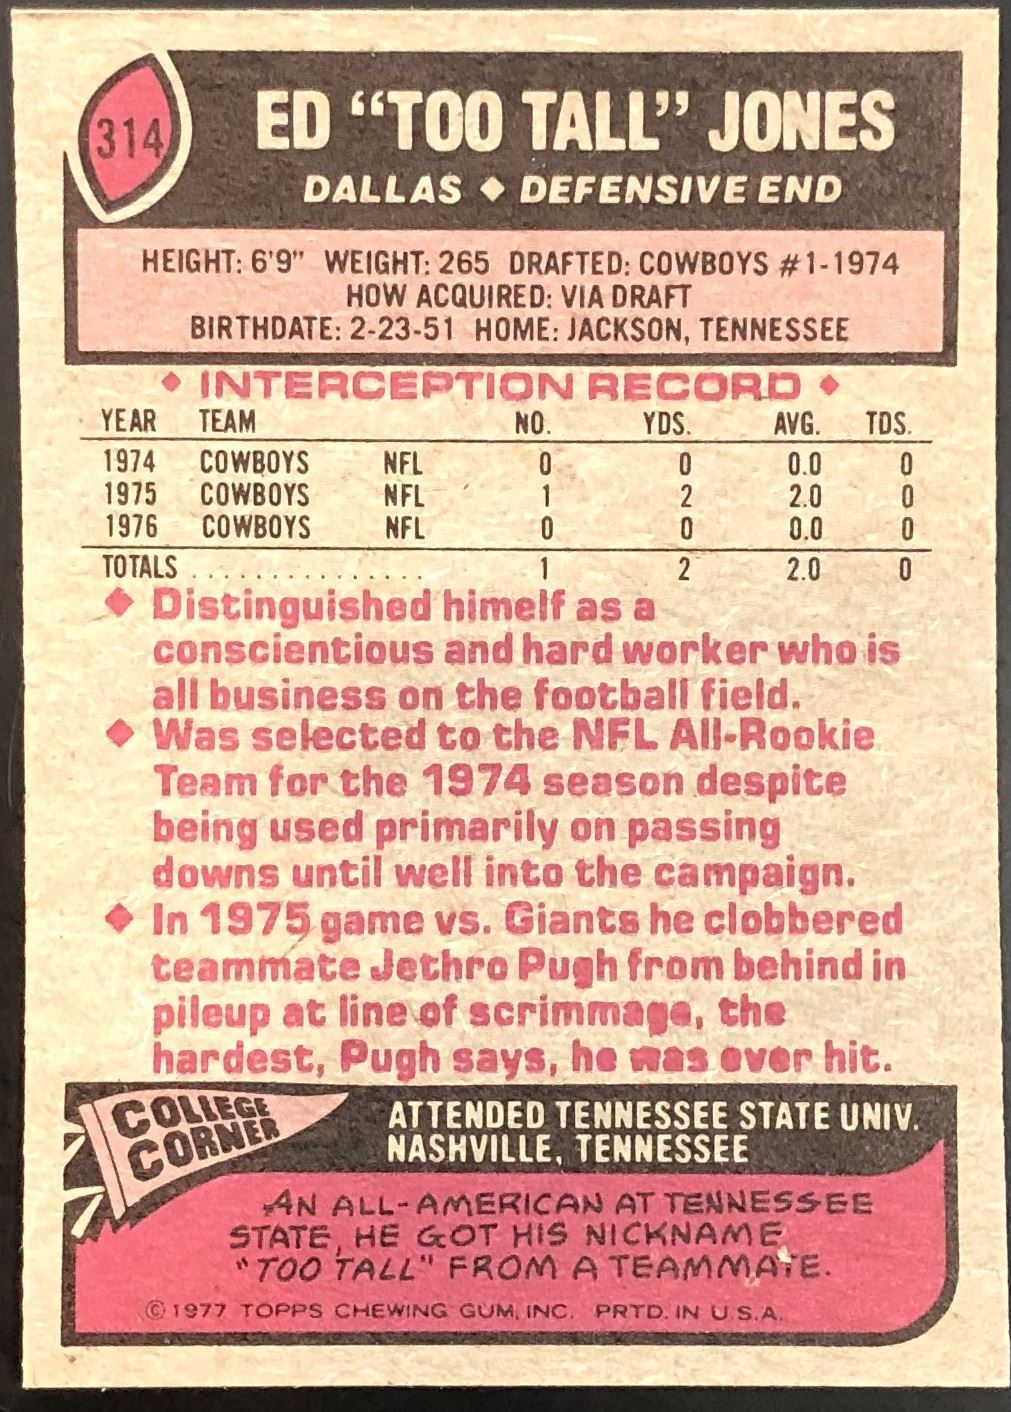 314
ED “TOO TALL” JONES
DALLAS ◆ DEFENSIVE END
HEIGHT: 6'9" WEIGHT: 265 DRAFTED: COWBOYS #1-1974
HOW ACQUIRED: VIA DRAFT
BIRTHDATE: 2-23-51 HOME: JACKSON, TENNESSEE
◆ INTERCEPTION RECORD ◆
YEAR TEAM NO. YDS. AVG. TDS.
1974 COWBOYS NFL 0 0 0.0 0
1975 COWBOYS NFL 1 2 2.0 0
1976 COWBOYS NFL 0 0 0.0 0
TOTALS ............... 1 2 2.0 0
◆ Distinguished himelf as a
conscientious and hard worker who is
all business on the football field.
◆ Was selected to the NFL All-Rookie
Team for the 1974 season despite
being used primarily on passing
downs until well into the campaign.
◆ In 1975 game vs. Giants he clobbered
teammate Jethro Pugh from behind in
pileup at line of scrimmage, the
hardest, Pugh says, he was ever hit.
COLLEGE
CORNER
ATTENDED TENNESSEE STATE UNIV.
NASHVILLE, TENNESSEE
AN ALL-AMERICAN AT TENNESSEE
STATE, HE GOT HIS NICKNAME
"TOO TALL" FROM A TEAMMATE.
©1977 TOPPS CHEWING GUM, INC. PRTD. IN U.S.A.